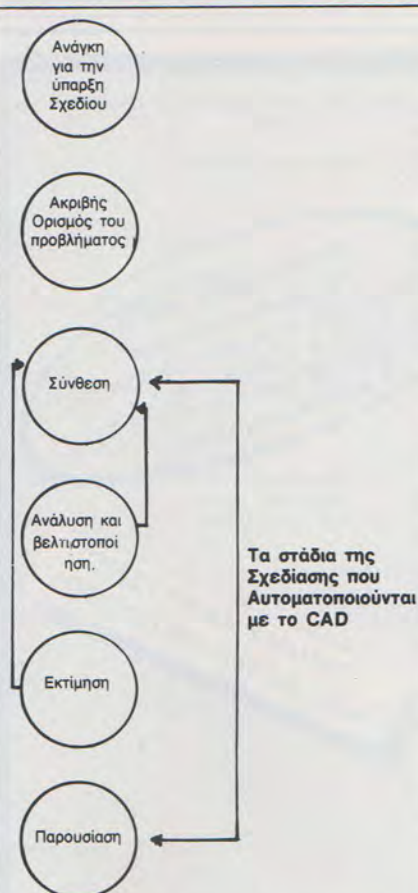 Ανάγκη
για την
ύπαρξη
Σχεδίου
Ακριβής
Ορισμός του
προβλήματος
Σύνθεση
Ανάλυση και
βελτιστοποί
ηση.
Τα στάδια της
Σχεδίασης που
Αυτοματοποιούνται
με το CAD
Εκτίμηση
Παρουσίαση